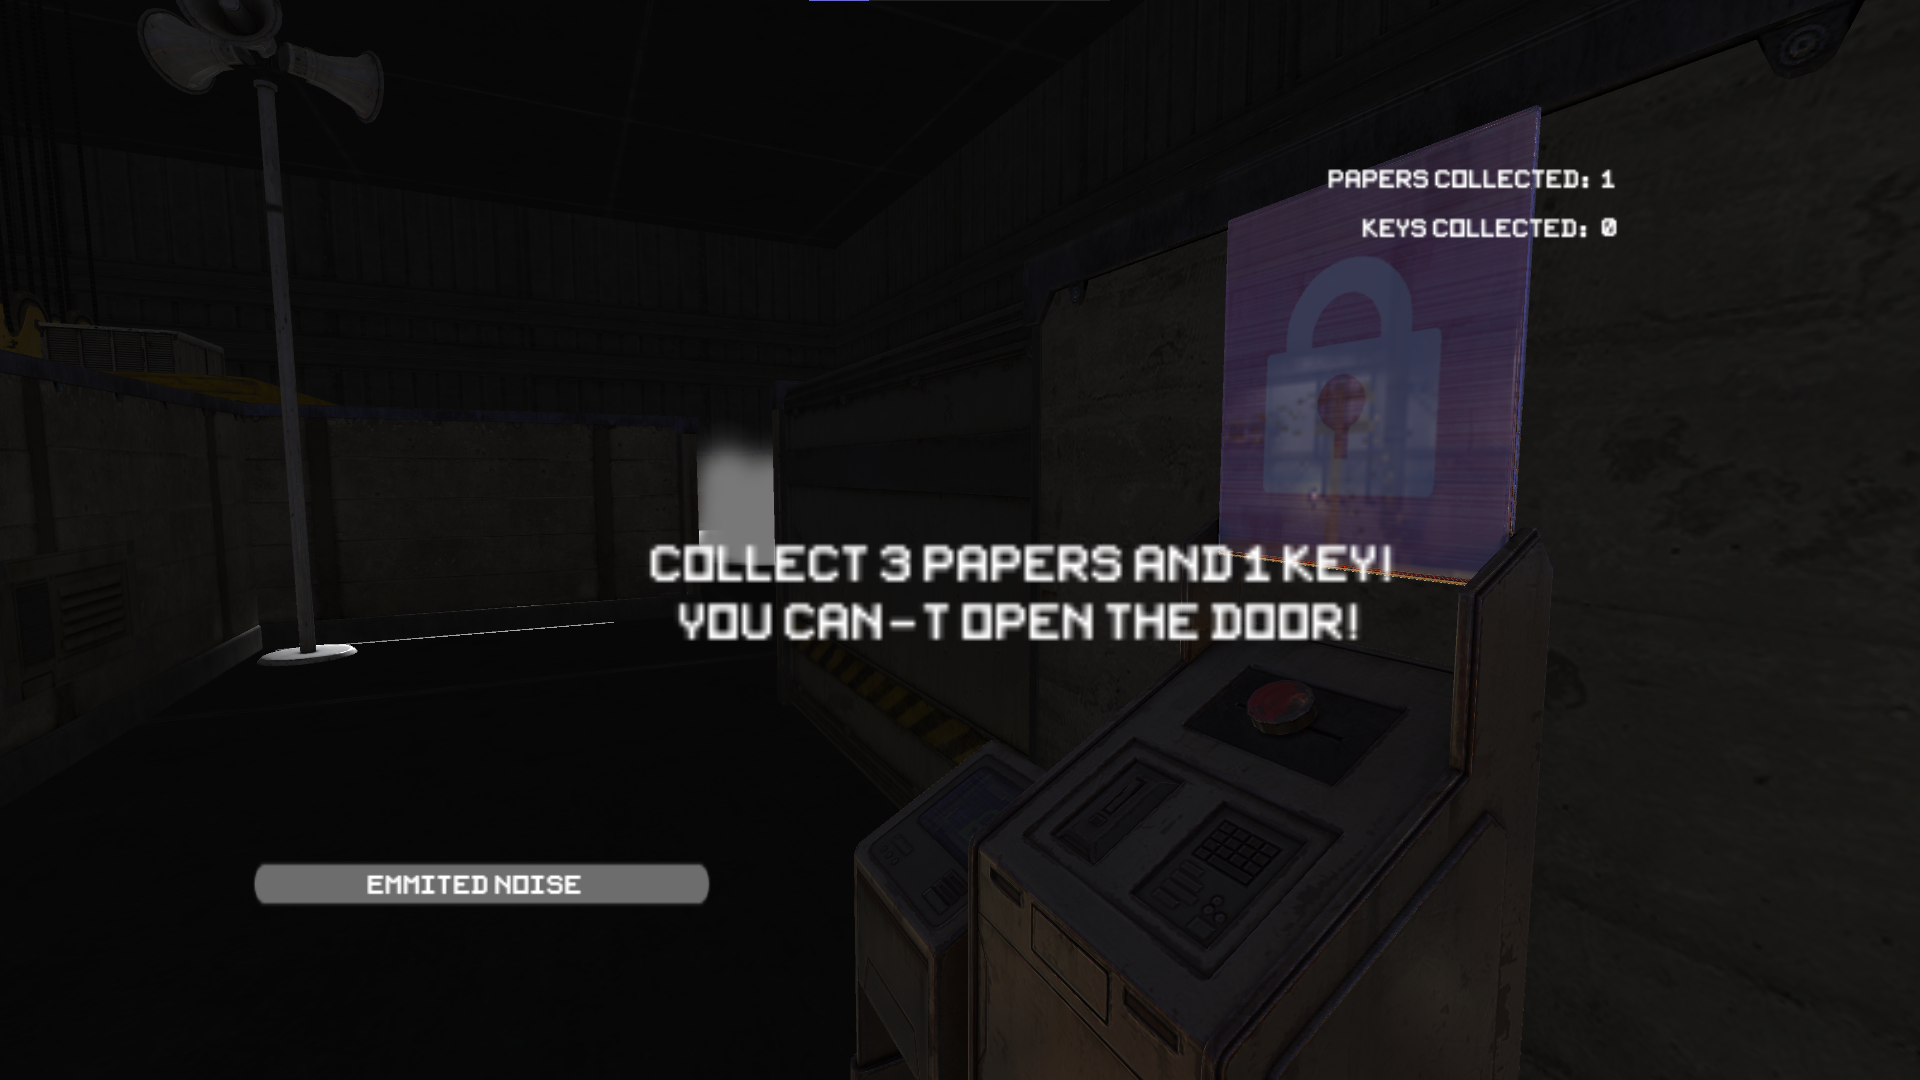 PAPERS COLLECTED: 1
KEYS COLLECTED: 0
COLLECT 3 PAPERS AND 1 KEY!
YOU CAN-T OPEN THE DOOR!
EMMITED NOISE